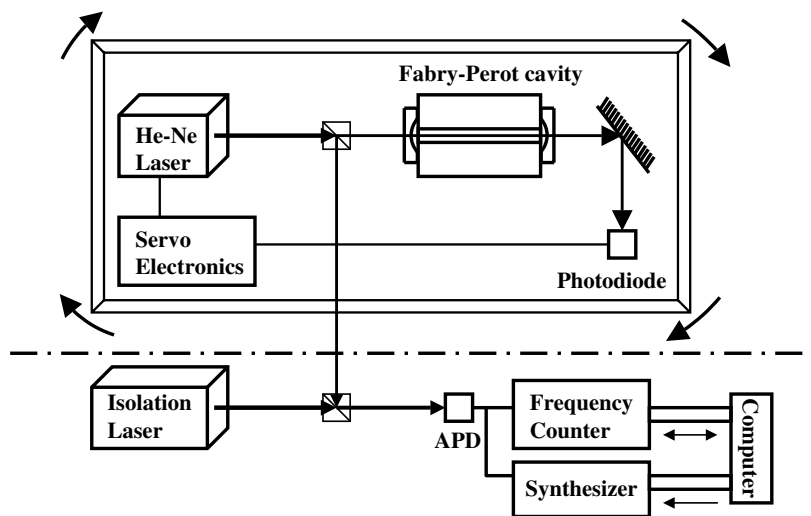 Fabry-Perot cavity
He-Ne
Laser
Servo
Electronics
Photodiode
Isolation
Laser
APD
Frequency
Counter
Synthesizer
Computer